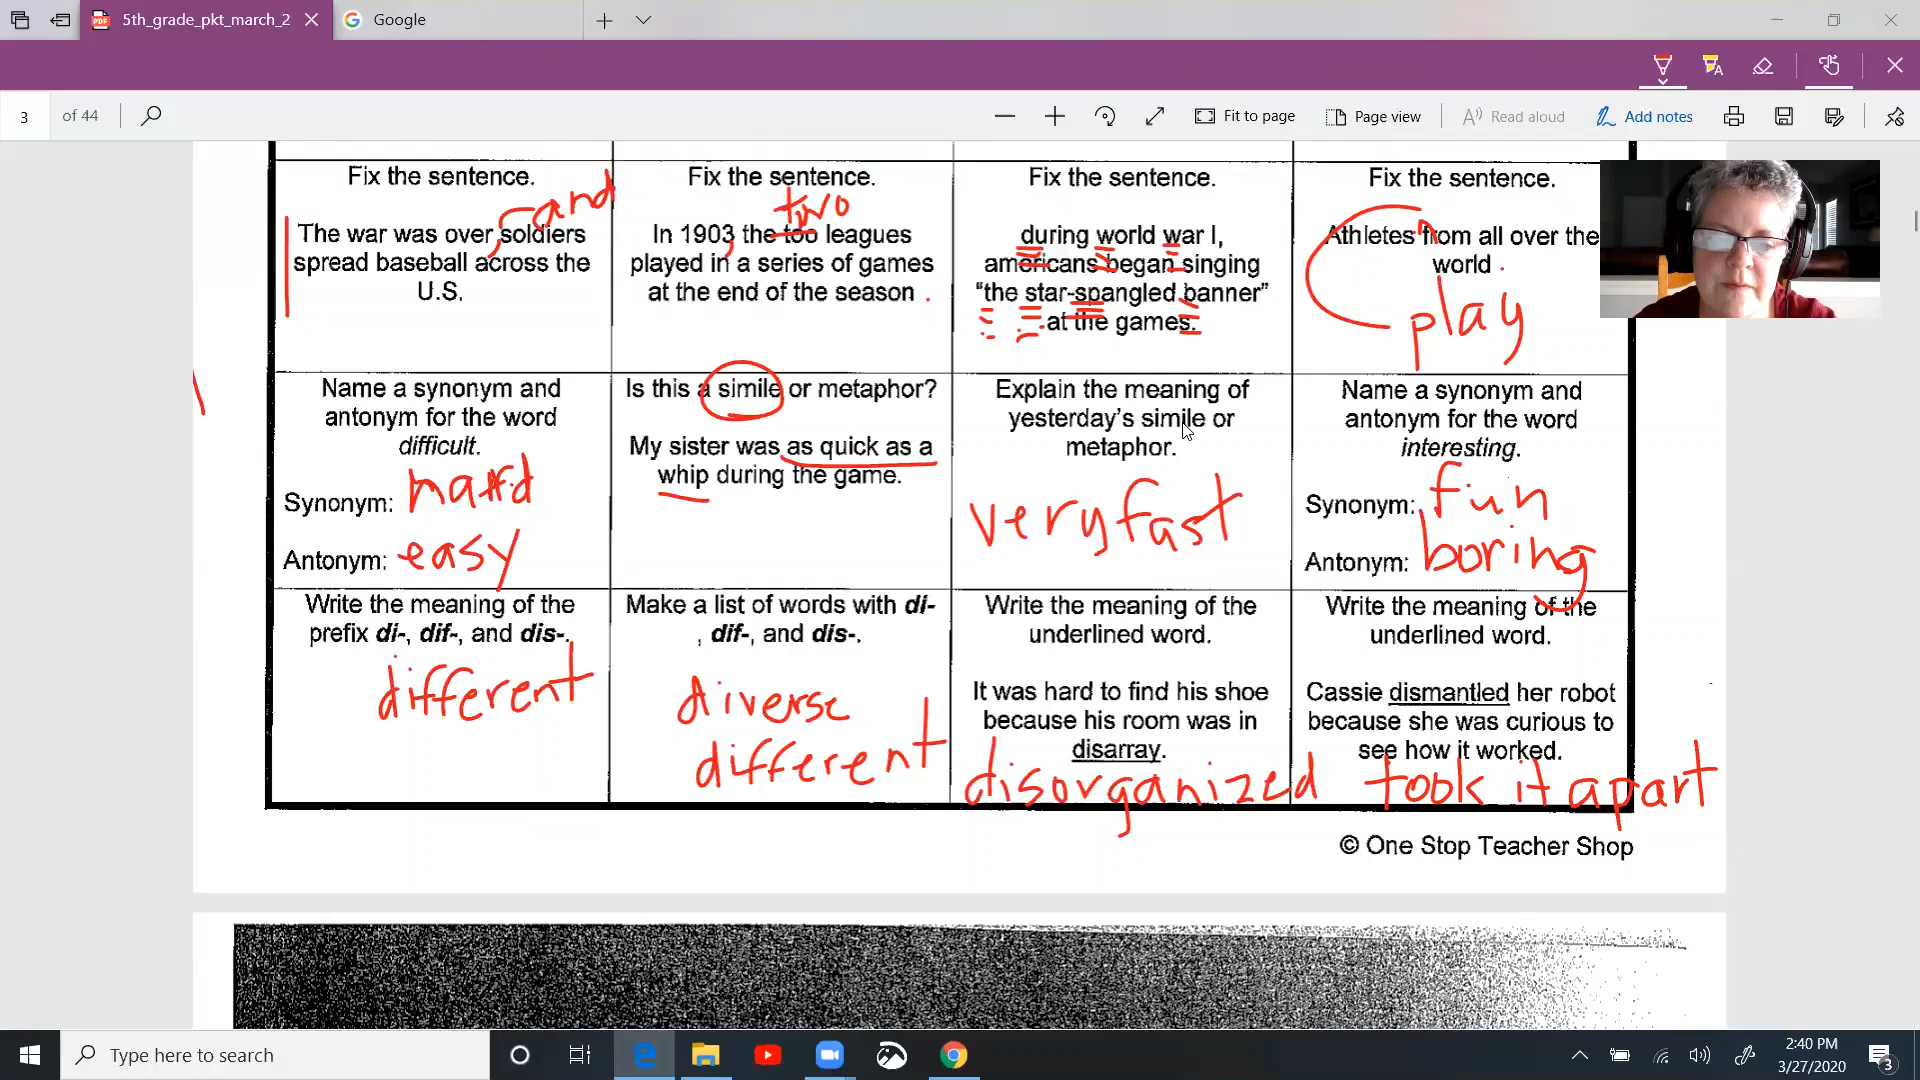 5th_grade_pkt_march_2
Google
3 of 44
Fit to page
Page view
Read aloud
Add notes
Fix the sentence.
and
The war was over soldiers
spread baseball across the
U.S.
Fix the sentence.
two
In 1903, the too leagues
played in a series of games
at the end of the season .
Fix the sentence.
during world war I,
americans began singing
“the star-spangled banner”
at the games.
Fix the sentence.
Athletes from all over the
world .
play
Name a synonym and
antonym for the word
difficult.
Synonym: hard
Antonym: easy
Is this a simile or metaphor?
My sister was as quick as a
whip during the game.
Explain the meaning of
yesterday’s simile or
metaphor.
very fast
Name a synonym and
antonym for the word
interesting.
Synonym: fun
Antonym: boring
Write the meaning of the
prefix di-, dif-, and dis-.
different
Make a list of words with di-
, dif-, and dis-.
diverse
different
Write the meaning of the
underlined word.
It was hard to find his shoe
because his room was in
disarray.
disorganized
Write the meaning of the
underlined word.
Cassie dismantled her robot
because she was curious to
see how it worked.
took it apart
© One Stop Teacher Shop
Type here to search
2:40 PM
3/27/2020
3